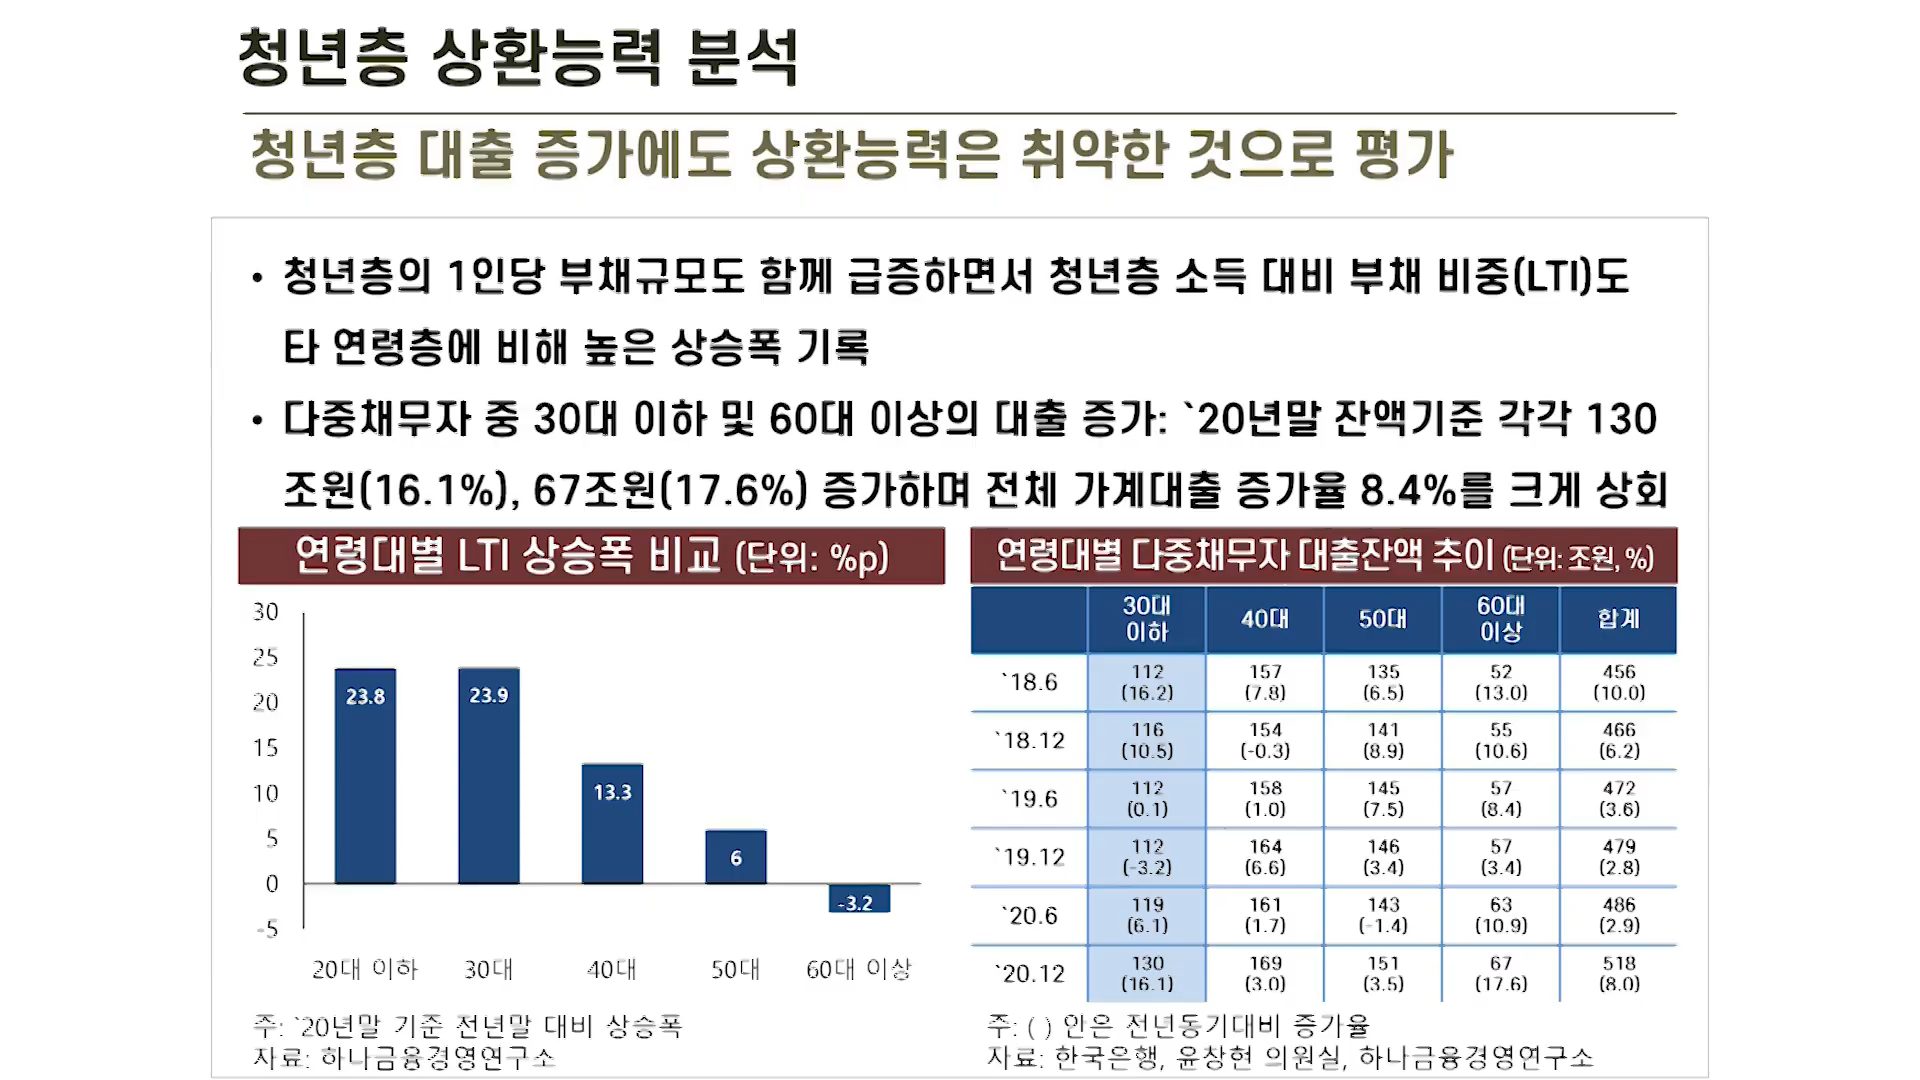 청년층 상환능력 분석
청년층 대출 증가에도 상환능력은 취약한 것으로 평가
• 청년층의 1인당 부채규모도 함께 급증하면서 청년층 소득 대비 부채 비중(LTI)도
타 연령층에 비해 높은 상승폭 기록
• 다중채무자 중 30대 이하 및 60대 이상의 대출 증가: `20년말 잔액기준 각각 130
조원(16.1%), 67조원(17.6%) 증가하며 전체 가계대출 증가율 8.4%를 크게 상회
연령대별 LTI 상승폭 비교 (단위: %p)
30
25
20
15
10
5
0
-5
23.8
23.9
13.3
6
-3.2
20대 이하 30대 40대 50대 60대 이상
주: `20년말 기준 전년말 대비 상승폭
자료: 하나금융경영연구소
연령대별 다중채무자 대출잔액 추이 (단위: 조원, %)
30대 이하 40대 50대 60대 이상 합계
`18.6 112 157 135 52 456
(16.2) (7.8) (6.5) (13.0) (10.0)
`18.12 116 154 141 55 466
(10.5) (-0.3) (8.9) (10.6) (6.2)
`19.6 112 158 145 57 472
(0.1) (1.0) (7.5) (8.4) (3.6)
`19.12 112 164 146 57 479
(-3.2) (6.6) (3.4) (3.4) (2.8)
`20.6 119 161 143 63 486
(6.1) (1.7) (-1.4) (10.9) (2.9)
`20.12 130 169 151 67 518
(16.1) (3.0) (3.5) (17.6) (8.0)
주: ( ) 안은 전년동기대비 증가율
자료: 한국은행, 윤창현 의원실, 하나금융경영연구소